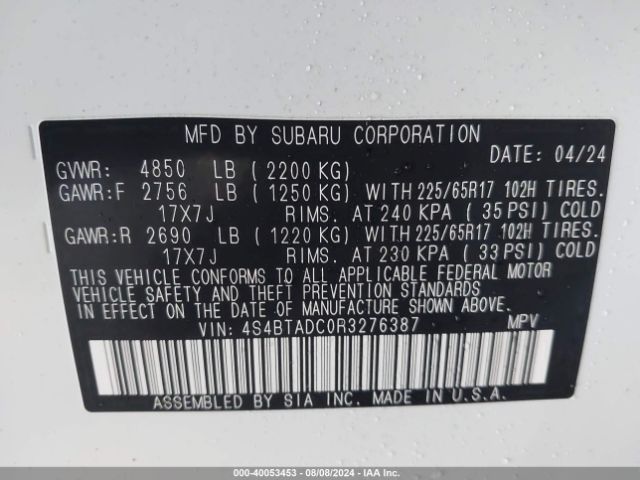 MFD BY SUBARU CORPORATION
DATE: 04/24
GVWR: 4850 LB (2200 KG)
GAWR:F 2756 LB (1250 KG) WITH 225/65R17 102H TIRES.
17X7J RIMS. AT 240 KPA (35 PSI) COLD
GAWR:R 2690 LB (1220 KG) WITH 225/65R17 102H TIRES.
17X7J RIMS. AT 230 KPA (33 PSI) COLD
THIS VEHICLE CONFORMS TO ALL APPLICABLE FEDERAL MOTOR
VEHICLE SAFETY AND THEFT PREVENTION STANDARDS
IN EFFECT ON THE DATE OF MANUFACTURE SHOWN ABOVE.
VIN: 4S4BTADC0R3276387 MPV
ASSEMBLED BY SIA INC. MADE IN U.S.A.
000-40053453 - 08/08/2024 - IAA Inc.